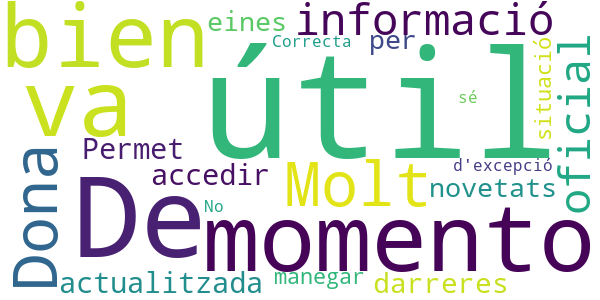 bien
eines
informació
Correcta
per
va
útil
situació
oficial
sé
Permet
accedir
Dona
De
Molt
d'excepció
novetats
No
momento
actualitzada
manegar
darreres